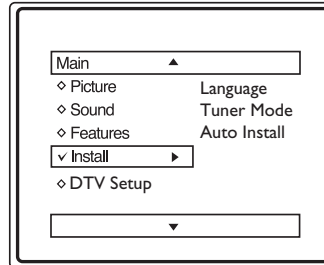 Main
Picture
Language
Sound
Tuner Mode
Features
Auto Install
Install
DTV Setup